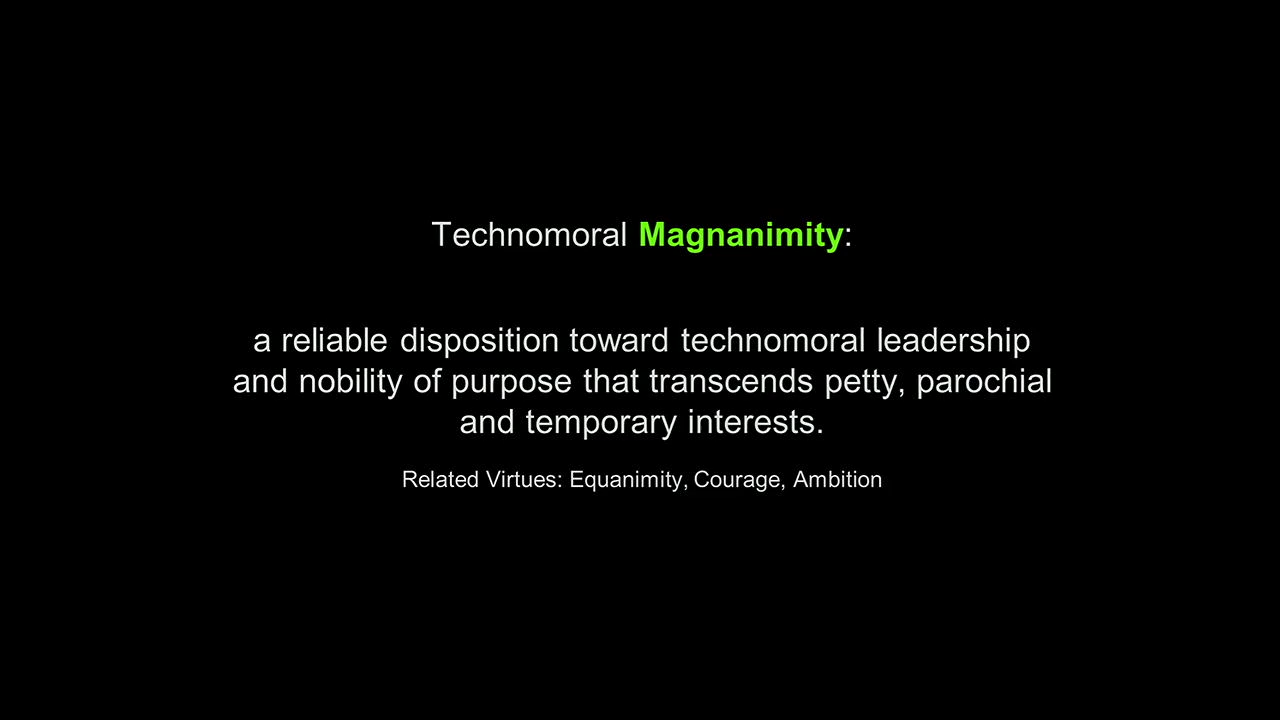 Technomoral Magnanimity:
a reliable disposition toward technomoral leadership
and nobility of purpose that transcends petty, parochial
and temporary interests.
Related Virtues: Equanimity, Courage, Ambition